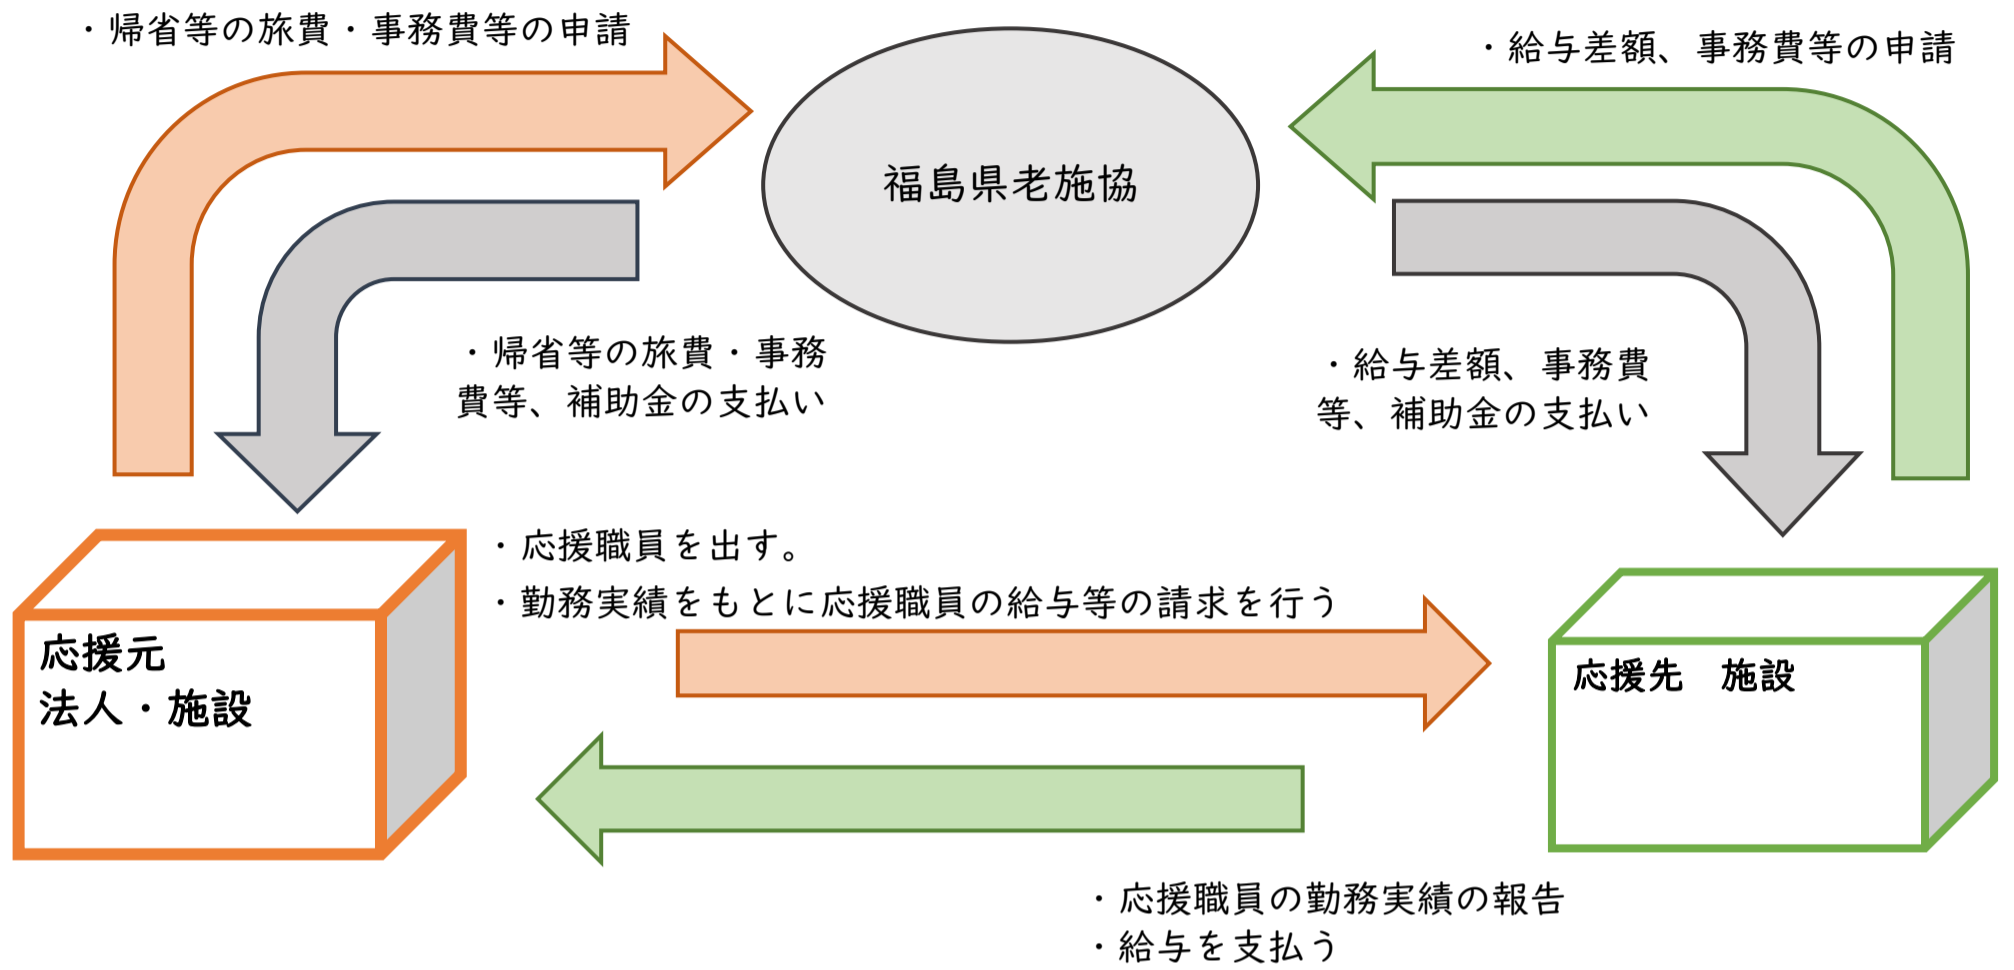 ・帰省等の旅費・事務費等の申請
・給与差額、事務費等の申請
福島県老施協
・帰省等の旅費・事務
費等、補助金の支払い
・給与差額、事務費
等、補助金の支払い
・応援職員を出す。
・勤務実績をもとに応援職員の給与等の請求を行う
応援元
法人・施設
応援先　施設
・応援職員の勤務実績の報告
・給与を支払う